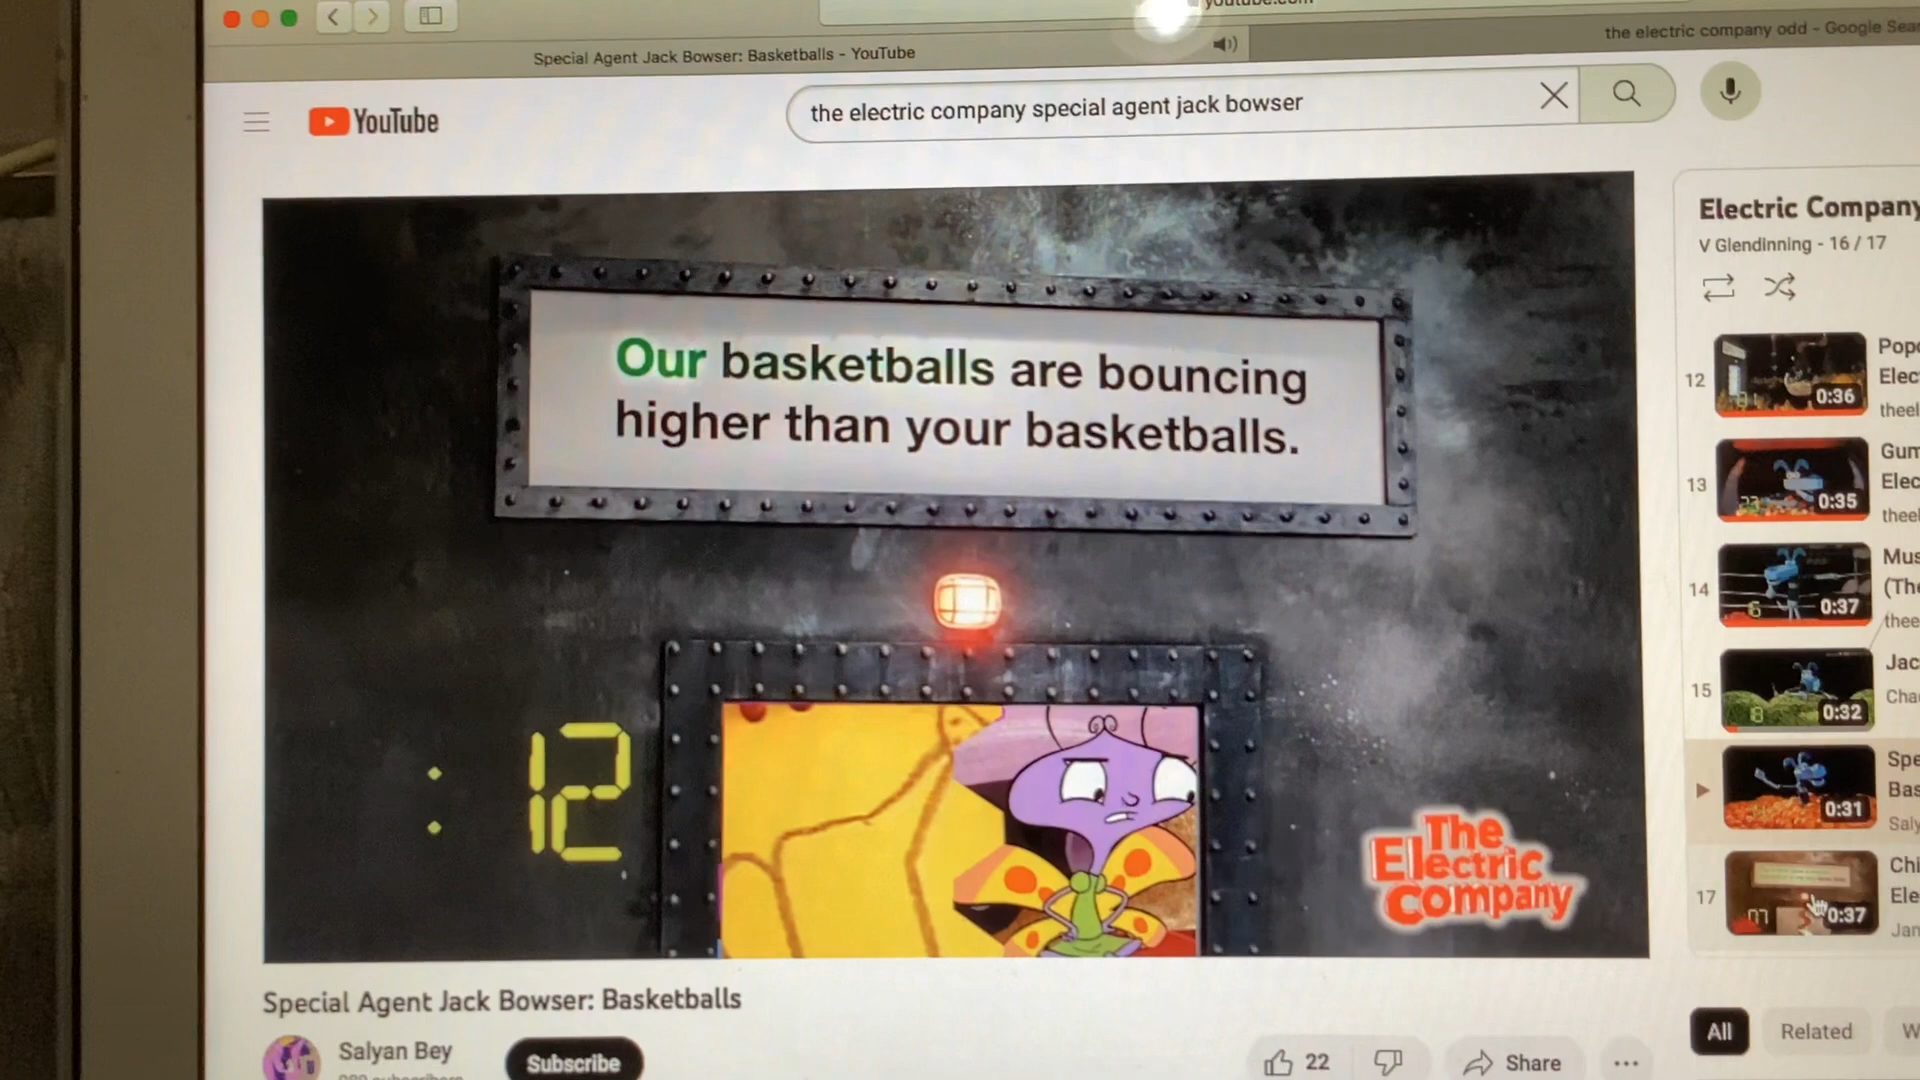 Special Agent Jack Bowser: Basketballs - YouTube
the electric company odd - Google
YouTube
the electric company special agent jack bowser
Our basketballs are bouncing
higher than your basketballs.
:12
The
Electric
Company
Special Agent Jack Bowser: Basketballs
Salyan Bey
Subscribe
22
Share
Electric Company
V Glendinning - 16 / 17
12
0:36
13
0:35
14
0:37
(The
15
0:32
0:31
17
0:37
All
Related